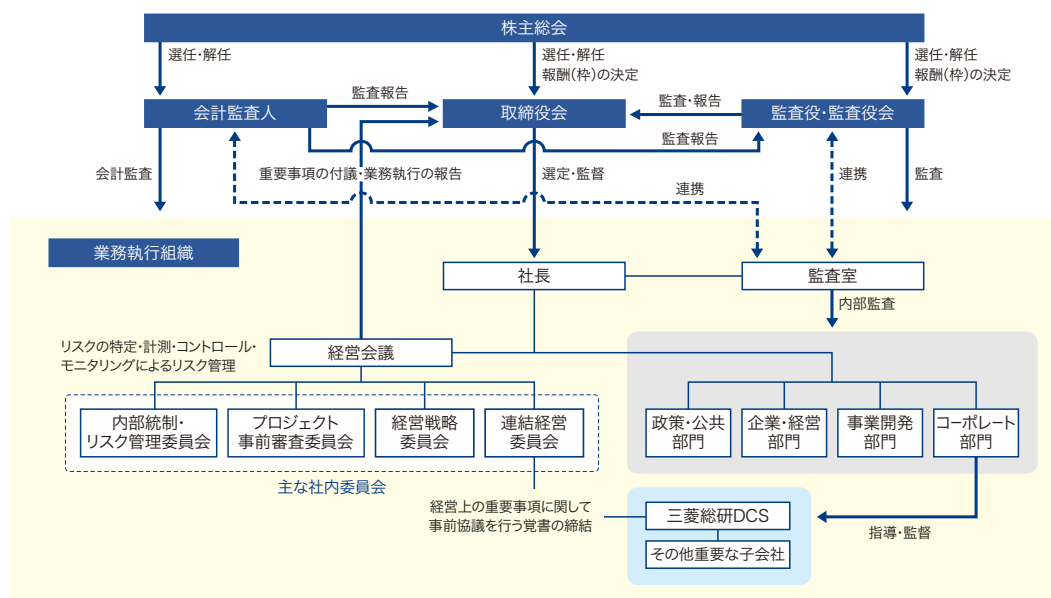 株主総会
選任・解任
選任・解任
報酬(枠)の決定
選任・解任
報酬(枠)の決定
監査報告
監査・報告
会計監査人
取締役会
監査役・監査役会
監査報告
会計監査
重要事項の付議・業務執行の報告
選定・監督
連携
連携
監査
業務執行組織
社長
監査室
内部監査
リスクの特定・計測・コントロール・
モニタリングによるリスク管理
経営会議
内部統制・
リスク管理委員会
プロジェクト
事前審査委員会
経営戦略
委員会
連結経営
委員会
政策・公共
部門
企業・経営
部門
事業開発
部門
コーポレート
部門
主な社内委員会
経営上の重要事項に関して
事前協議を行う覚書の締結
三菱総研DCS
その他重要な子会社
指導・監督